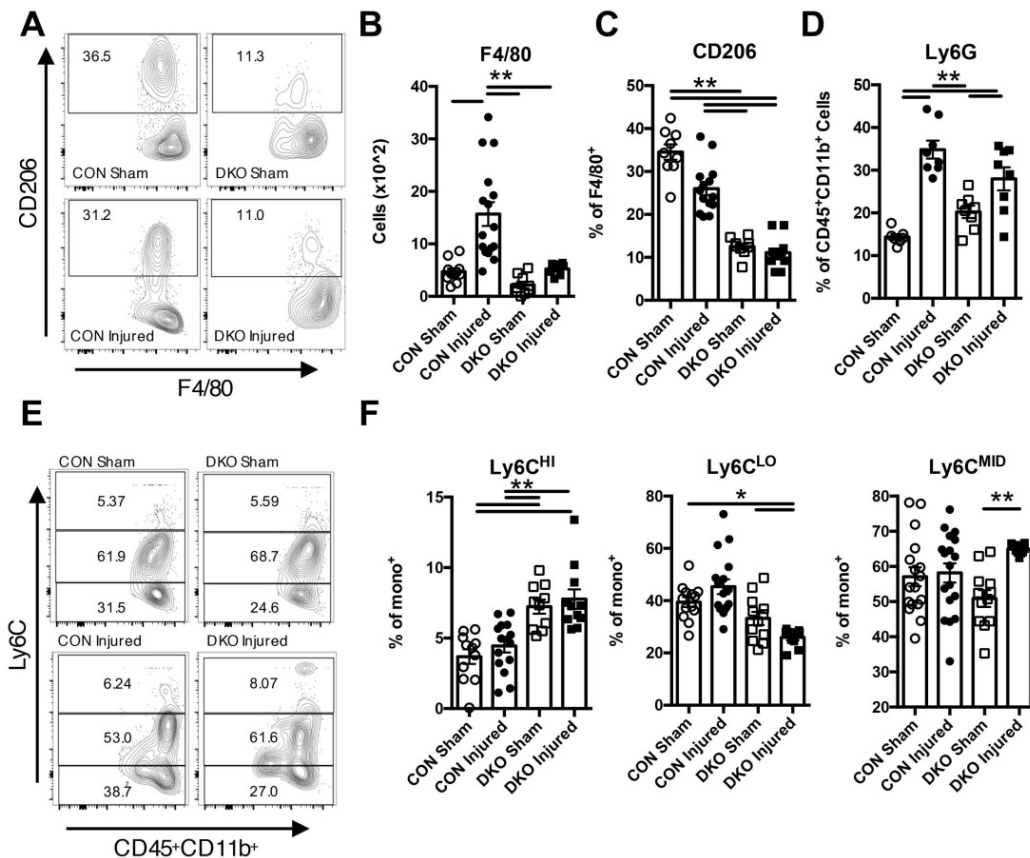 A
36.5
11.3
CON Sham
DKO Sham
31.2
11.0
CON Injured
DKO Injured
CD206
F4/80
B
F4/80
**
Cells (x10^2)
40
30
20
10
0
CON Sham
CON Injured
DKO Sham
DKO Injured
C
CD206
**
% of F4/80⁺
50
40
30
20
10
0
CON Sham
CON Injured
DKO Sham
DKO Injured
D
Ly6G
**
% of CD45⁺CD11b⁺ Cells
50
40
30
20
10
0
CON Sham
CON Injured
DKO Sham
DKO Injured
E
CON Sham
DKO Sham
5.37
5.59
61.9
68.7
31.5
24.6
CON Injured
DKO Injured
6.24
8.07
53.0
61.6
38.7
27.0
Ly6C
CD45⁺CD11b⁺
F
Ly6Cᴴᴵ
**
% of mono⁺
15
10
5
0
CON Sham
CON Injured
DKO Sham
DKO Injured
Ly6Cᴸᴼ
*
% of mono⁺
80
60
40
20
0
CON Sham
CON Injured
DKO Sham
DKO Injured
Ly6Cᴹᴵᴰ
**
% of mono⁺
80
70
60
50
40
30
20
CON Sham
CON Injured
DKO Sham
DKO Injured